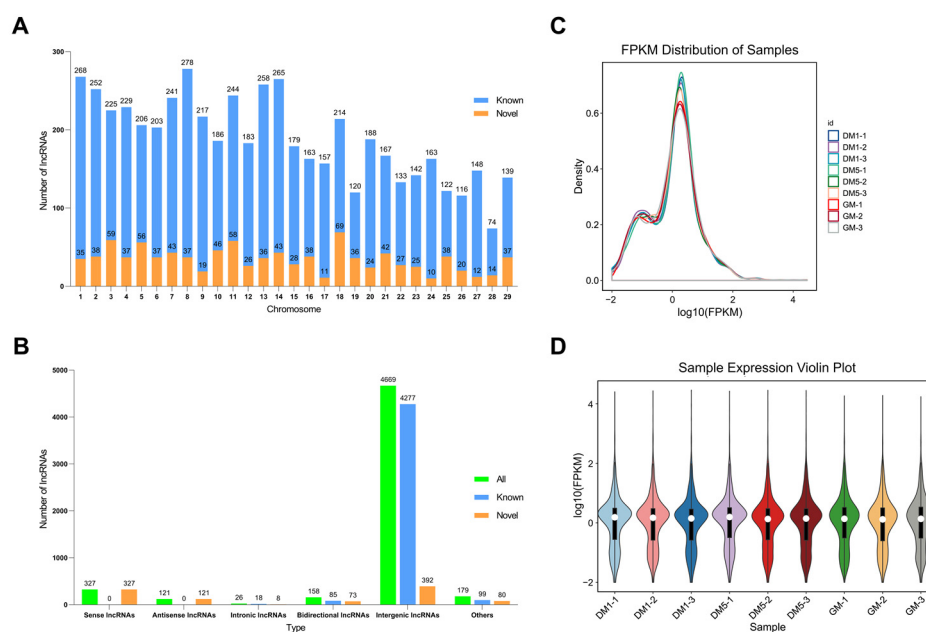 A
Number of lncRNAs
300
200
100
0
268 252 225 229 206 203 241 278 217 186 244 183 258 265 179 163 157 214 120 188 167 133 142 163 122 116 148 74 139
35 38 59 37 56 37 43 37 19 46 58 26 36 43 28 38 11 69 36 24 42 27 25 10 38 20 12 14 37
1 2 3 4 5 6 7 8 9 10 11 12 13 14 15 16 17 18 19 20 21 22 23 24 25 26 27 28 29
Chromosome
Known
Novel
B
Number of lncRNAs
5000
4000
3000
2000
1000
0
327 0 327
121 0 121
26 18 8
158 85 73
4669 4277 392
179 99 80
Sense lncRNAs Antisense lncRNAs Intronic lncRNAs Bidirectional lncRNAs Intergenic lncRNAs Others
Type
All
Known
Novel
C
FPKM Distribution of Samples
Density
0.6
0.4
0.2
0.0
−2 0 2 4
log10(FPKM)
id
DM1-1
DM1-2
DM1-3
DM5-1
DM5-2
DM5-3
GM-1
GM-2
GM-3
D
Sample Expression Violin Plot
log10(FPKM)
4
2
0
−2
DM1-1 DM1-2 DM1-3 DM5-1 DM5-2 DM5-3 GM-1 GM-2 GM-3
Sample